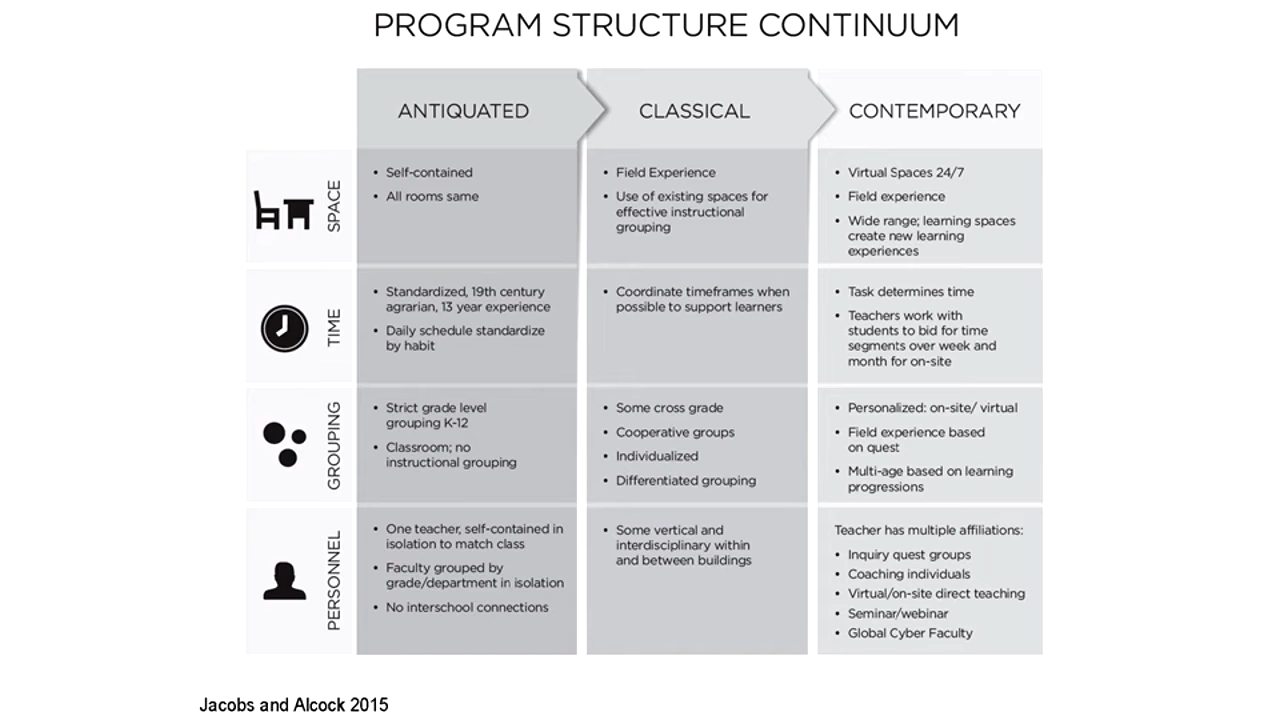 PROGRAM STRUCTURE CONTINUUM
ANTIQUATED
CLASSICAL
CONTEMPORARY
SPACE
• Self-contained
• All rooms same
• Field Experience
• Use of existing spaces for
effective instructional
grouping
• Virtual Spaces 24/7
• Field experience
• Wide range; learning spaces
create new learning
experiences
TIME
• Standardized, 19th century
agrarian, 13 year experience
• Daily schedule standardize
by habit
• Coordinate timeframes when
possible to support learners
• Task determines time
• Teachers work with
students to bid for time
segments over week and
month for on-site
GROUPING
• Strict grade level
grouping K-12
• Classroom; no
instructional grouping
• Some cross grade
• Cooperative groups
• Individualized
• Differentiated grouping
• Personalized: on-site/ virtual
• Field experience based
on quest
• Multi-age based on learning
progressions
PERSONNEL
• One teacher, self-contained in
isolation to match class
• Faculty grouped by
grade/department in isolation
• No interschool connections
• Some vertical and
interdisciplinary within
and between buildings
Teacher has multiple affiliations:
• Inquiry quest groups
• Coaching individuals
• Virtual/on-site direct teaching
• Seminar/webinar
• Global Cyber Faculty
Jacobs and Alcock 2015